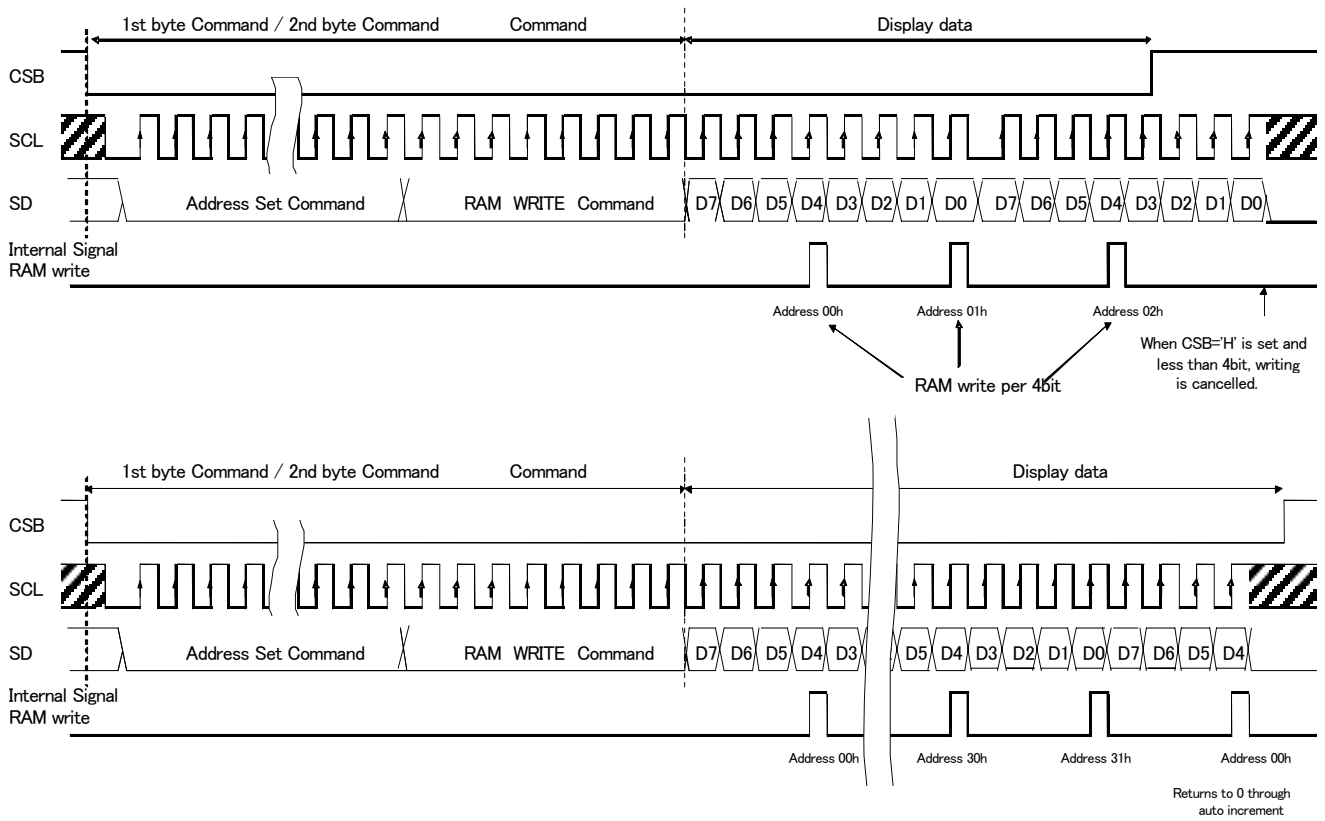 1st byte Command / 2nd byte Command Command Display data
CSB
SCL
SD Address Set Command RAM WRITE Command D7 D6 D5 D4 D3 D2 D1 D0 D7 D6 D5 D4 D3 D2 D1 D0
Internal Signal
RAM write
Address 00h Address 01h Address 02h
When CSB='H' is set and
less than 4bit, writing
is cancelled.
RAM write per 4bit
1st byte Command / 2nd byte Command Command Display data
CSB
SCL
SD Address Set Command RAM WRITE Command D7 D6 D5 D4 D3 D5 D4 D3 D2 D1 D0 D7 D6 D5 D4
Internal Signal
RAM write
Address 00h Address 30h Address 31h Address 00h
Returns to 0 through
auto increment